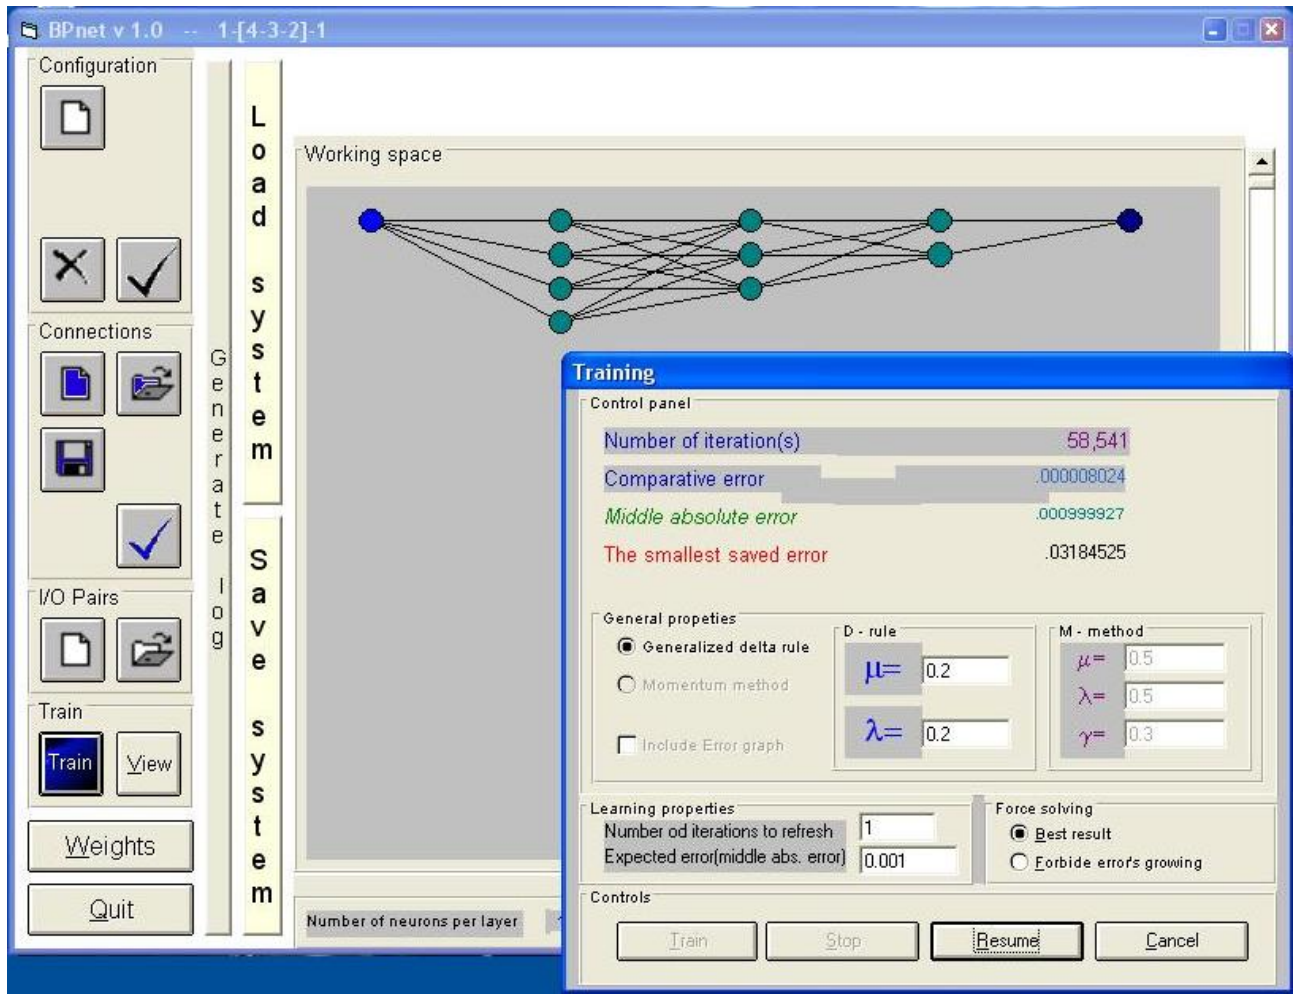 BPnet v 1.0 -- 1-[4-3-2]-1
Configuration
Connections
I/O Pairs
Train
Train
View
Weights
Quit
Generate log
Load system
Save system
Working space
Number of neurons per layer
Training
Control panel
Number of iteration(s) 58,541
Comparative error .000008024
Middle absolute error .000999927
The smallest saved error .03184525
General propeties
Generalized delta rule
Momentum method
Include Error graph
D - rule
μ= 0.2
λ= 0.2
M - method
μ= 0.5
λ= 0.5
γ= 0.3
Learning properties
Number od iterations to refresh 1
Expected error(middle abs. error) 0.001
Force solving
Best result
Forbide error's growing
Controls
Train Stop Resume Cancel